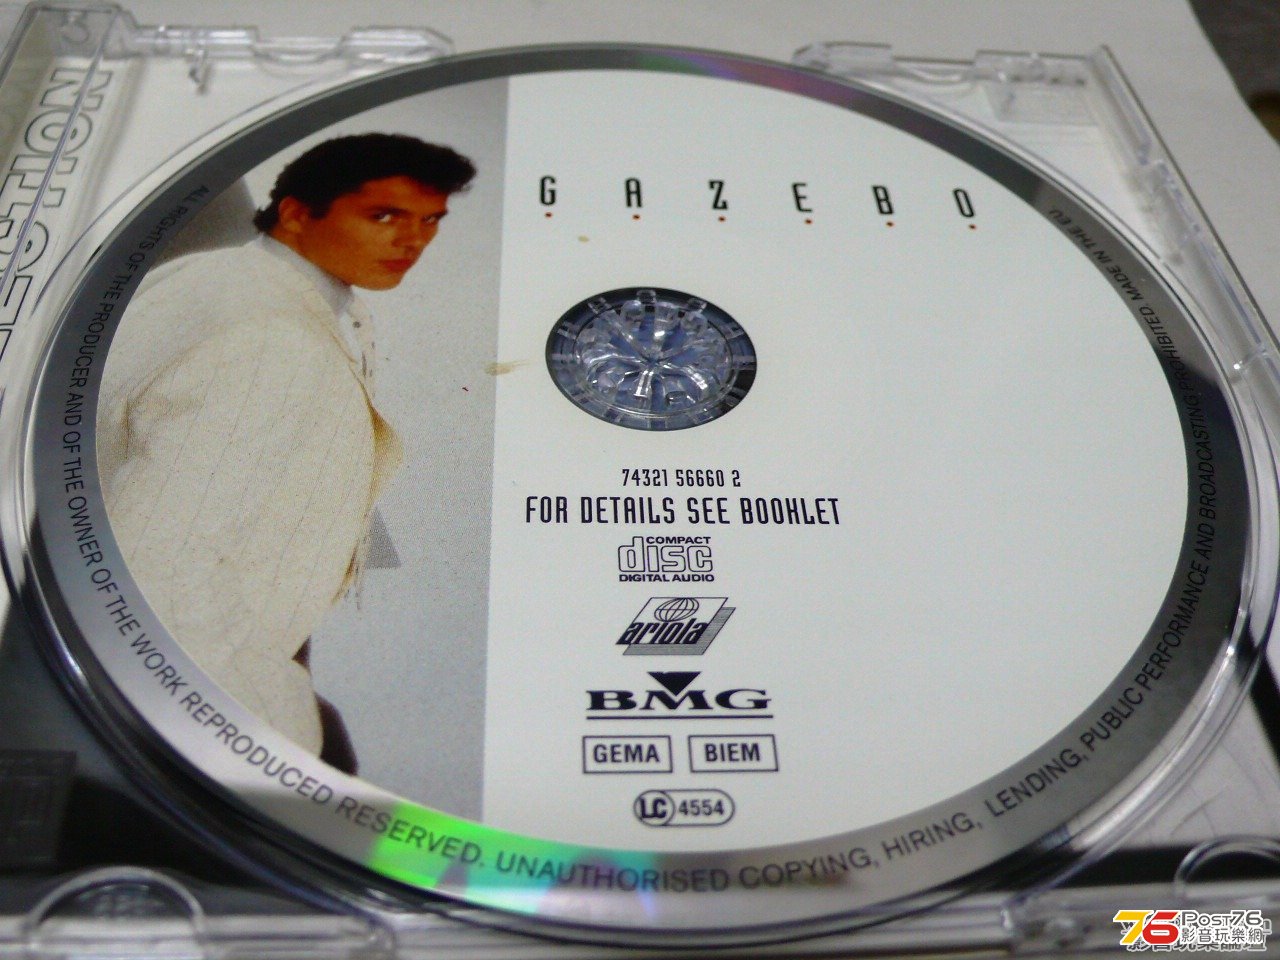 GAZEBO
74321 56660 2
FOR DETAILS SEE BOOKLET
COMPACT
disc
DIGITAL AUDIO
ariola
BMG
GEMA BIEM
LC 4554
ALL RIGHTS OF THE PRODUCER AND OF THE OWNER OF THE WORK REPRODUCED RESERVED. UNAUTHORISED COPYING, HIRING, LENDING, PUBLIC PERFORMANCE AND BROADCASTING PROHIBITED. MADE IN THE EU.
76 Post76
影音玩樂網